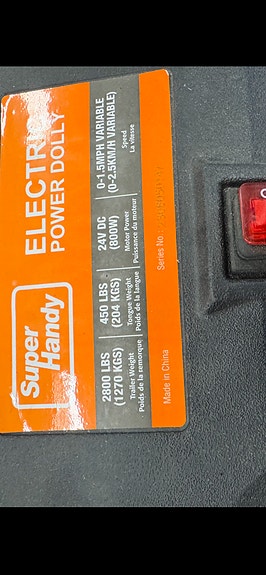 Super
Handy
ELECTRIC
POWER DOLLY
2800 LBS
(1270 KGS)
Trailer Weight
Poids de la remorque
450 LBS
(204 KGS)
Tongue Weight
Poids de la langue
24V DC
(800W)
Motor Power
Puissance du moteur
0-1.5MPH VARIABLE
(0-2.5KM/H VARIABLE)
Speed
La vitesse
Made in China
Series No.: